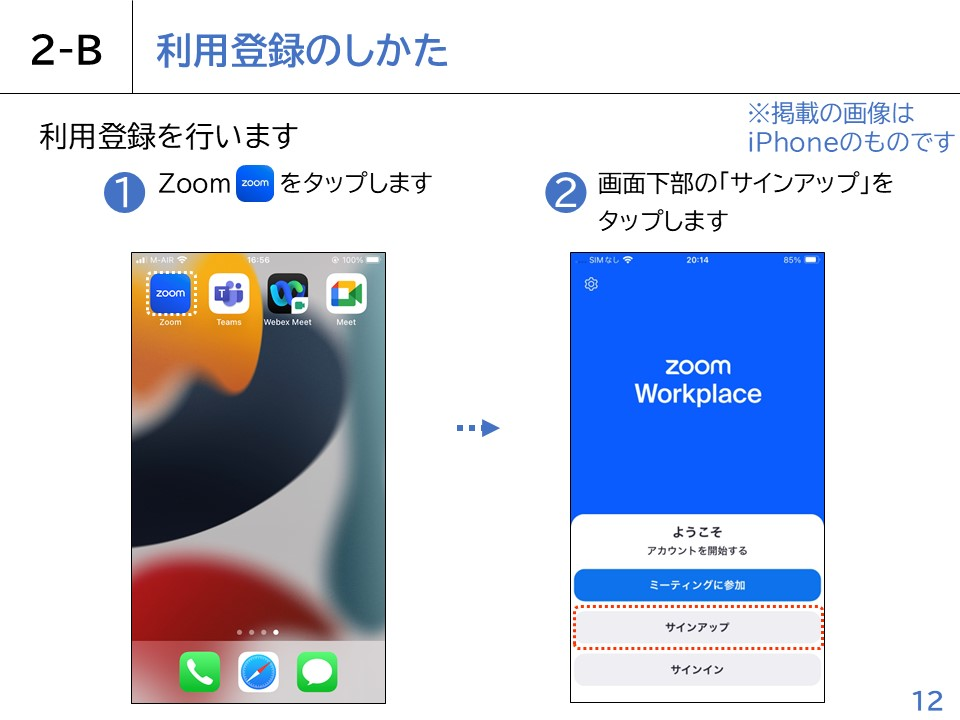 2-B
利用登録のしかた
※掲載の画像は
iPhoneのものです
利用登録を行います
1
Zoom zoom をタップします
2
画面下部の「サインアップ」を
タップします
M-AIR 16:56 100%
zoom
Zoom Teams Webex Meet Meet
SIMなし 20:14 85%
zoom
Workplace
ようこそ
アカウントを開始する
ミーティングに参加
サインアップ
サインイン
12